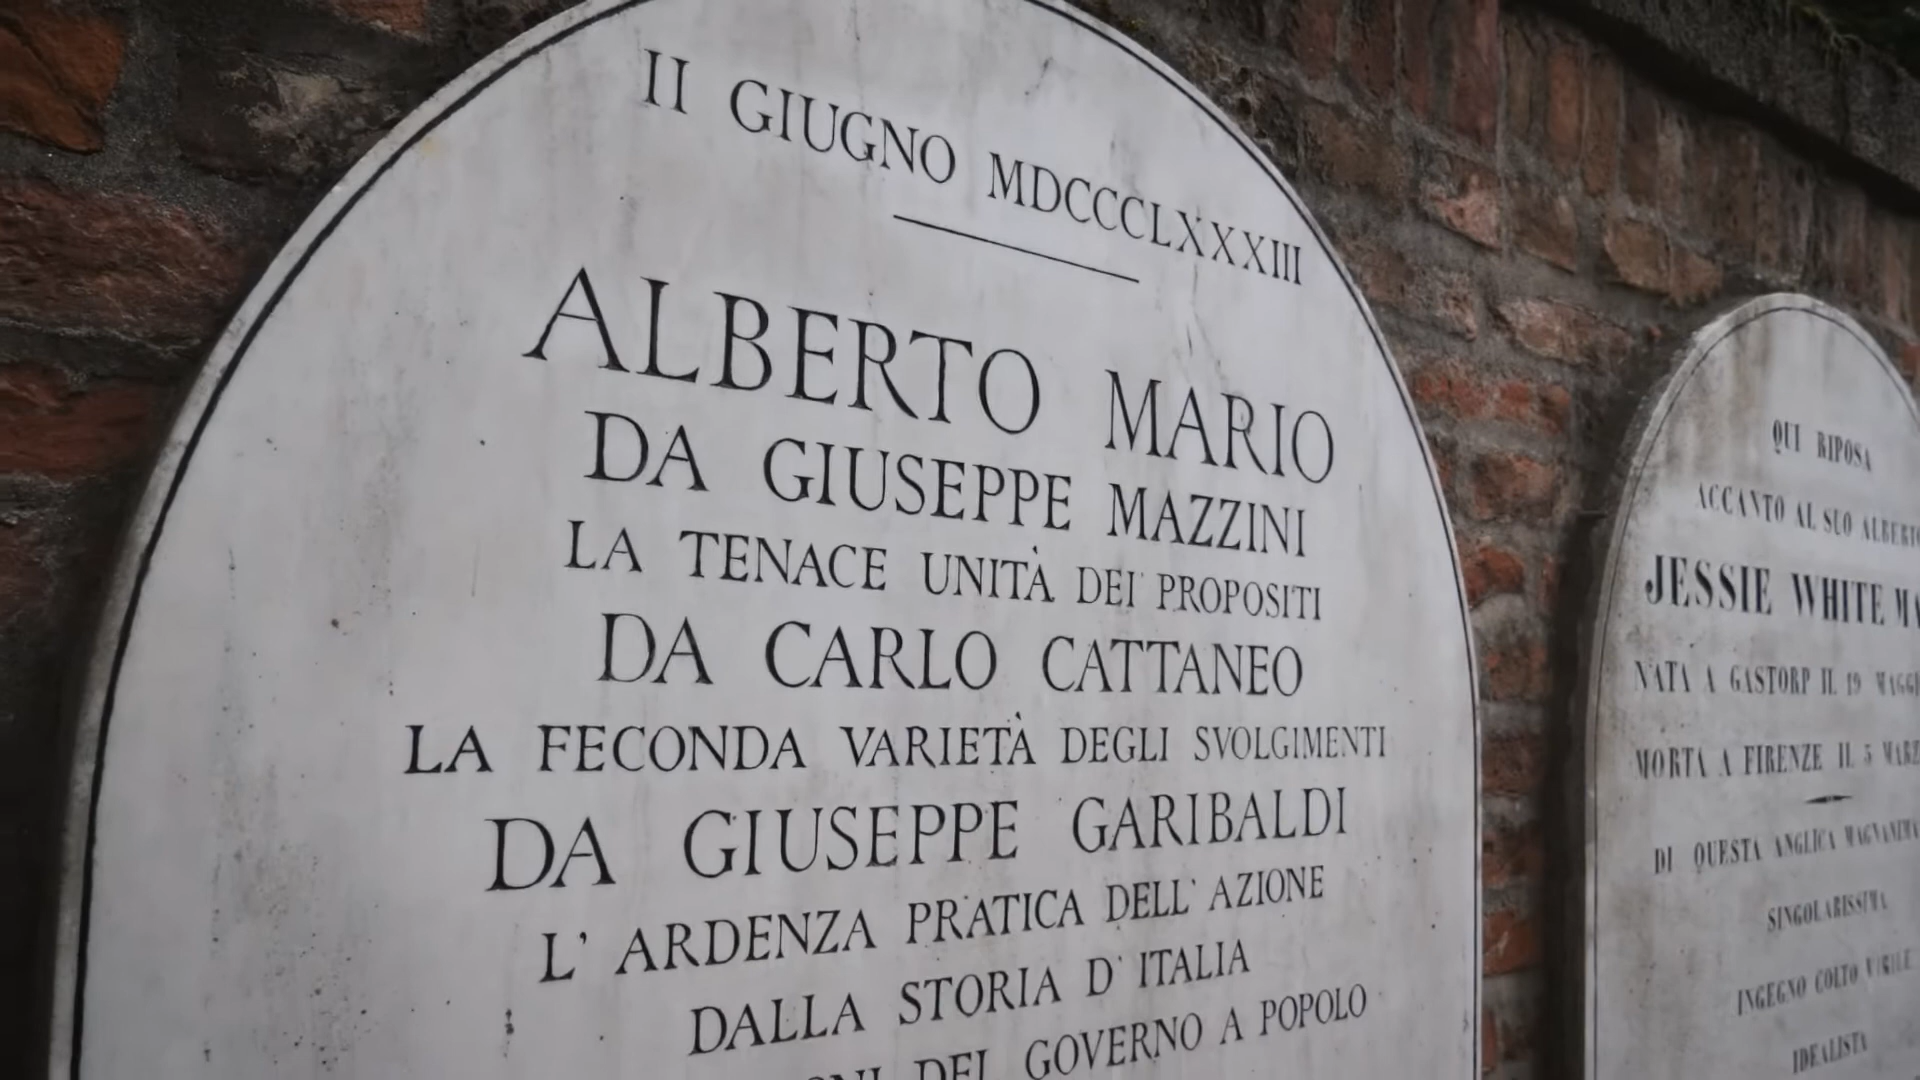 II GIUGNO MDCCCLXXXIII
ALBERTO MARIO
DA GIUSEPPE MAZZINI
LA TENACE UNITÀ DEI PROPOSITI
DA CARLO CATTANEO
LA FECONDA VARIETÀ DEGLI SVOLGIMENTI
DA GIUSEPPE GARIBALDI
L' ARDENZA PRATICA DELL' AZIONE
DALLA STORIA D' ITALIA
DEL GOVERNO A POPOLO
QUI RIPOSA
ACCANTO AL SUO ALBERTO
JESSIE WHITE
NATA A GASTORP IL 19
MORTA A FIRENZE IL 5
DI QUESTA ANGLICA
SINGOLARISSIMA
INGEGNO COLTO VIRILE
IDEALISTA